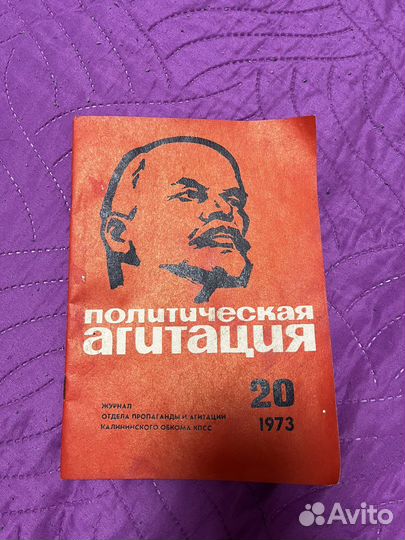 политическая
агитация
ЖУРНАЛ
ОТДЕЛА ПРОПАГАНДЫ И АГИТАЦИИ
КАЛИНИНСКОГО ОБКОМА КПСС
20
1973
Avito